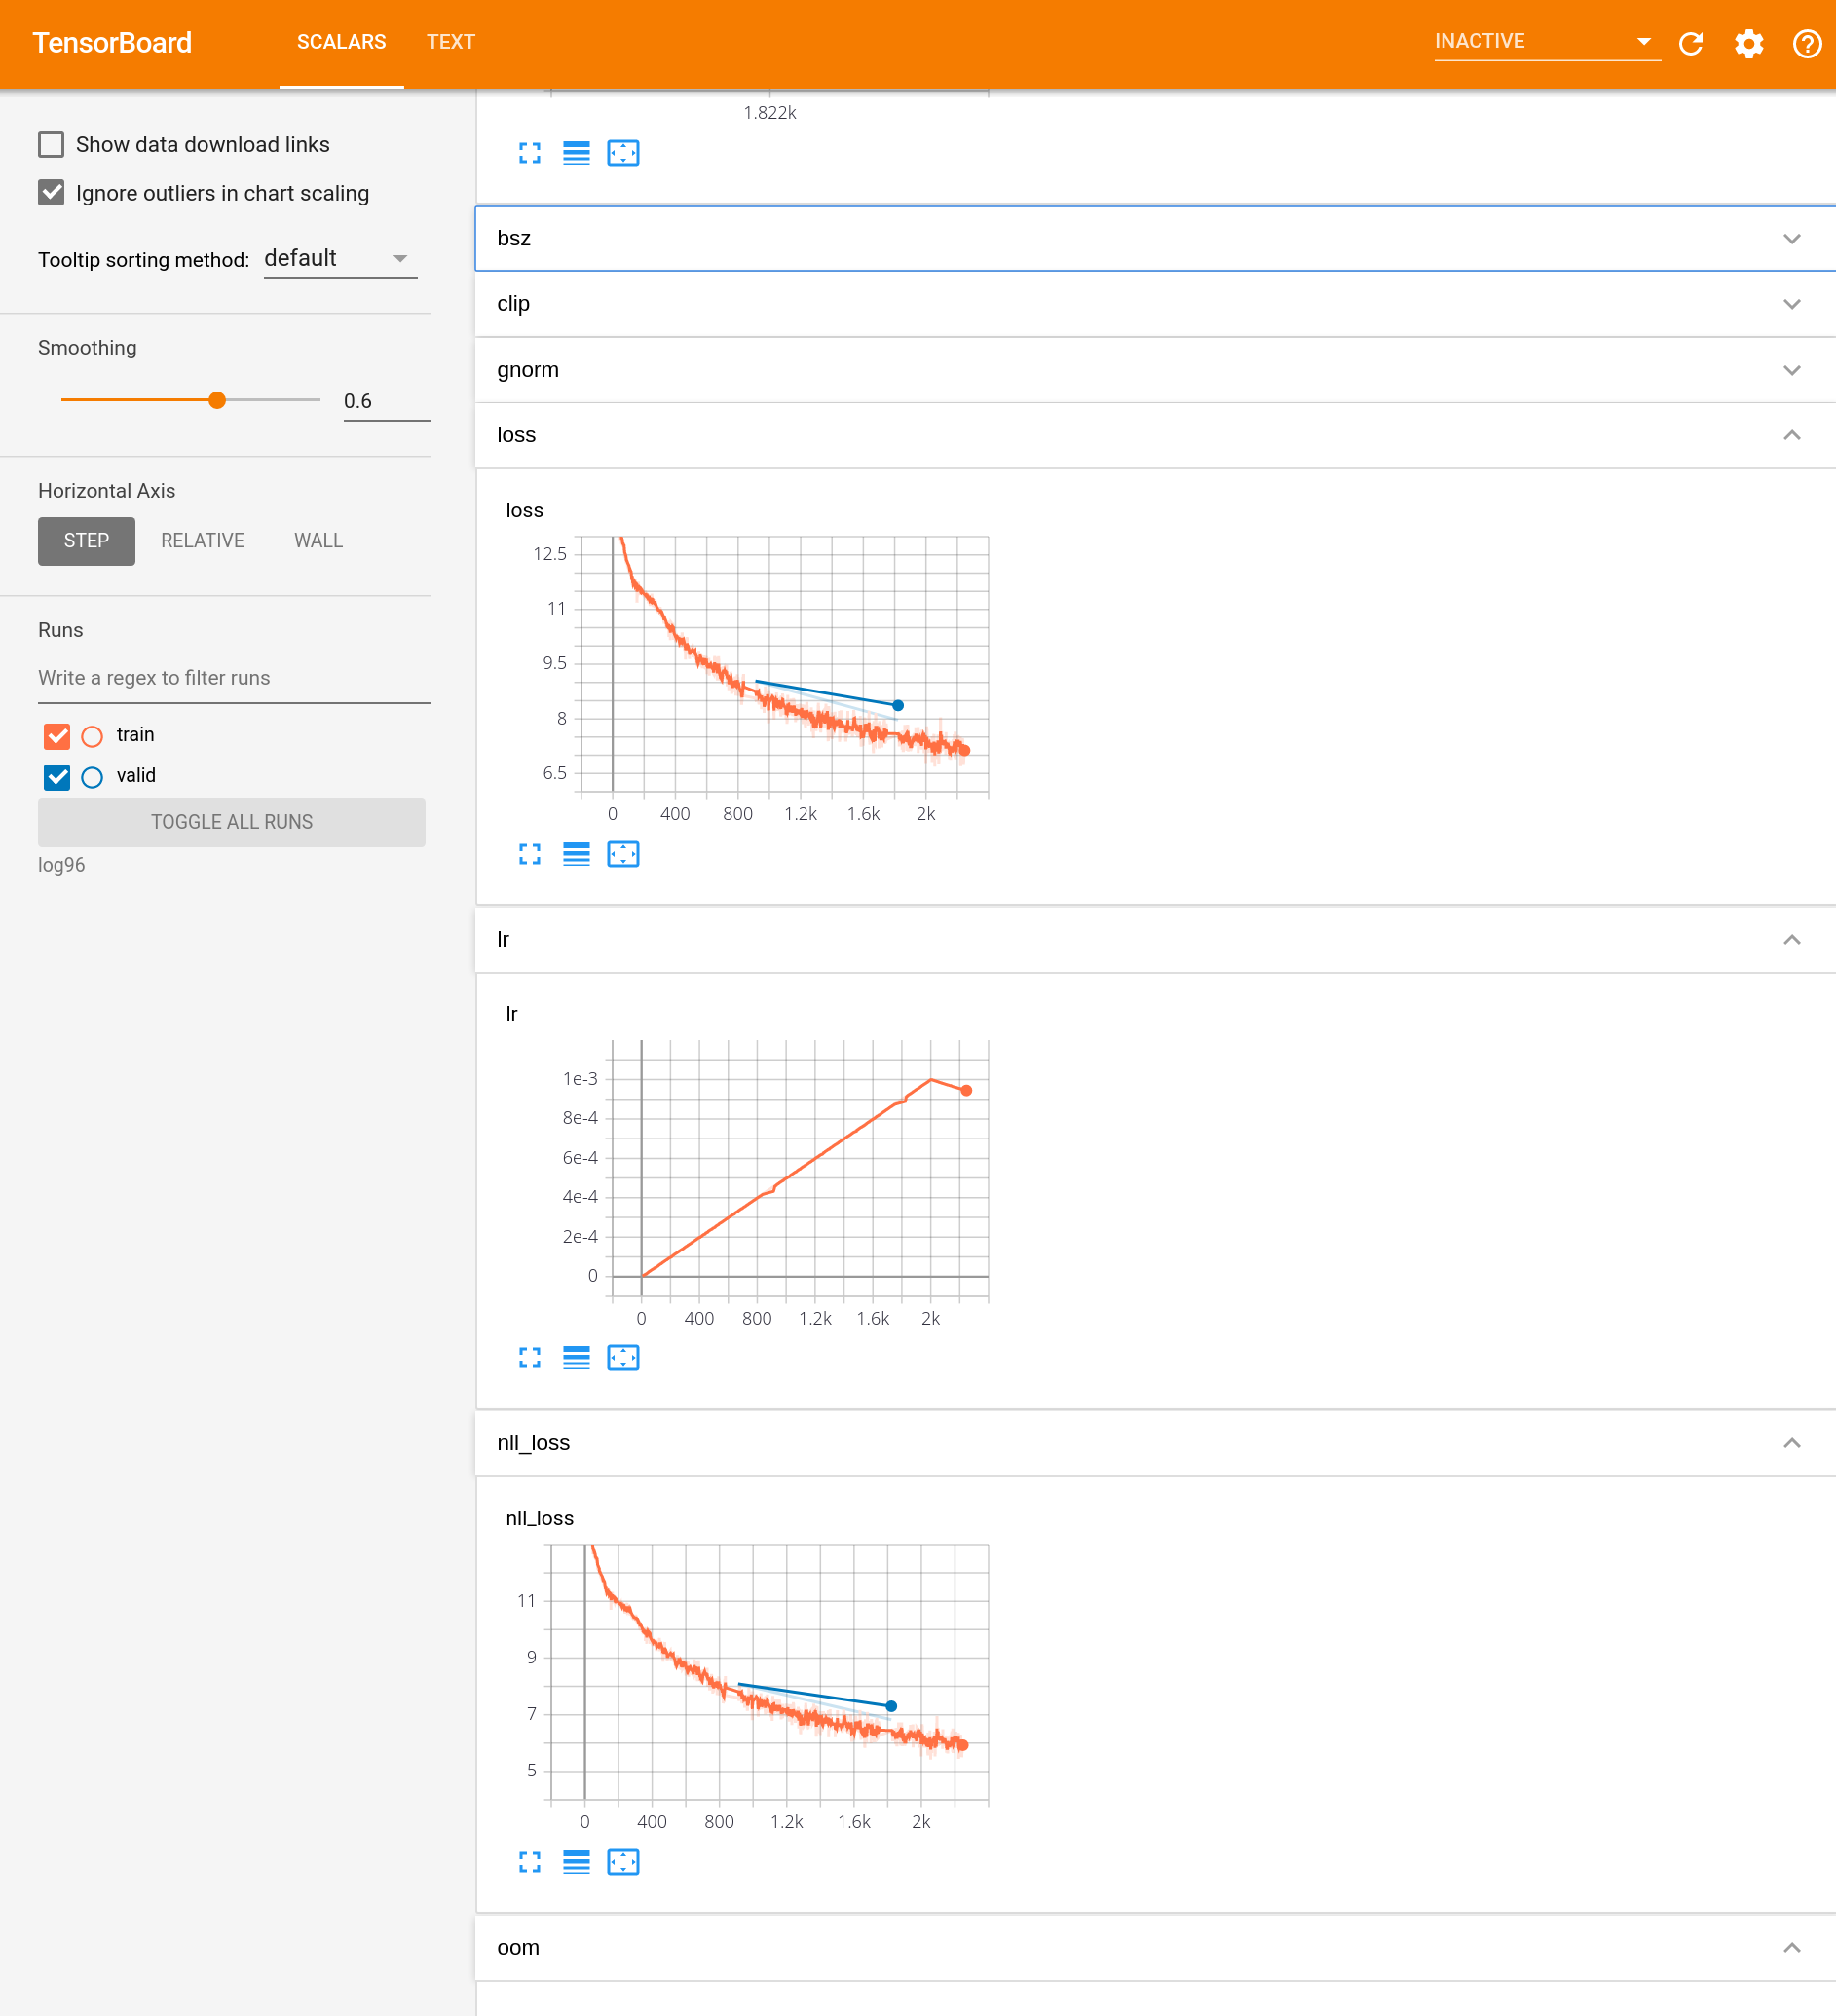 TensorBoard
SCALARS
TEXT
INACTIVE
Show data download links
Ignore outliers in chart scaling
Tooltip sorting method: default
Smoothing
0.6
Horizontal Axis
STEP
RELATIVE
WALL
Runs
Write a regex to filter runs
train
valid
TOGGLE ALL RUNS
log96
1.822k
bsz
clip
gnorm
loss
loss
12.5
11
9.5
8
6.5
0 400 800 1.2k 1.6k 2k
lr
lr
1e-3
8e-4
6e-4
4e-4
2e-4
0
0 400 800 1.2k 1.6k 2k
nll_loss
nll_loss
11
9
7
5
0 400 800 1.2k 1.6k 2k
oom